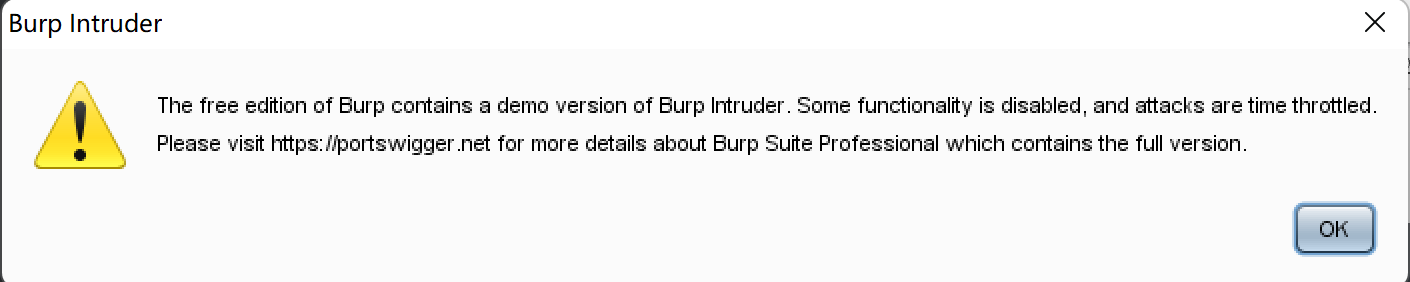 Burp Intruder
The free edition of Burp contains a demo version of Burp Intruder. Some functionality is disabled, and attacks are time throttled.
Please visit https://portswigger.net for more details about Burp Suite Professional which contains the full version.
OK